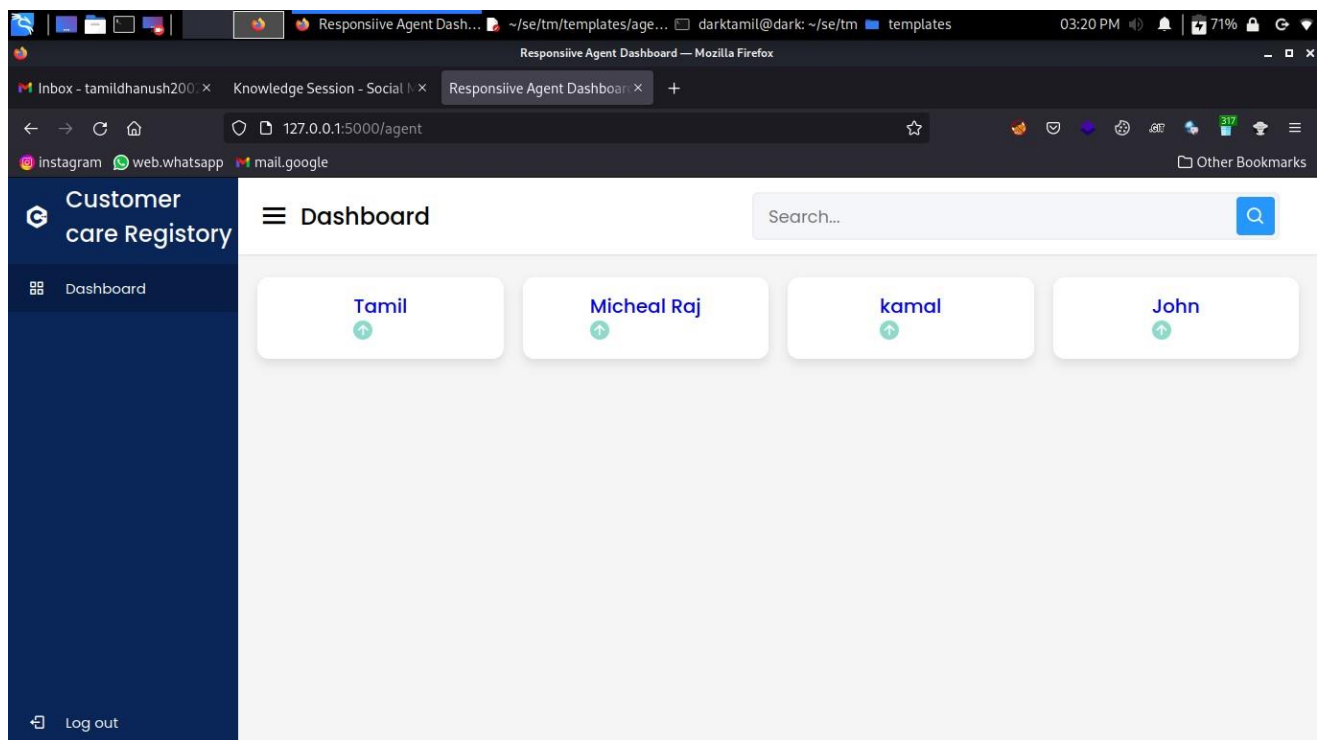 Responsiive Agent Dash... ~/se/tm/templates/age... darktamil@dark: ~/se/tm templates 03:20 PM 71%
Responsiive Agent Dashboard — Mozilla Firefox
Inbox - tamildhanush200 Knowledge Session - Social Responsiive Agent Dashboar
127.0.0.1:5000/agent 317
instagram web.whatsapp mail.google Other Bookmarks
Customer
care Registory
Dashboard
Search...
Dashboard
Tamil Micheal Raj kamal John
Log out